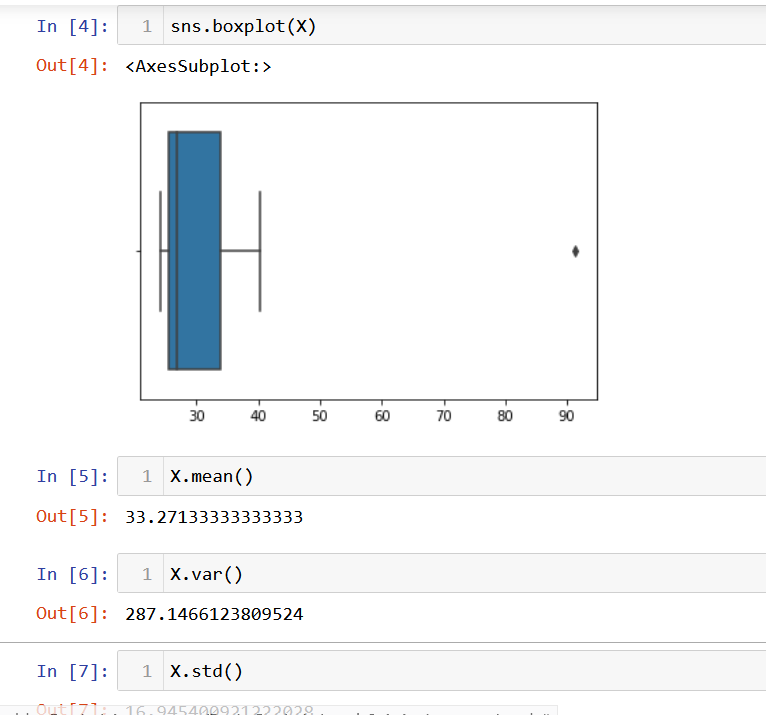 In [4]: 1 sns.boxplot(X)
Out[4]: <AxesSubplot:>
30 40 50 60 70 80 90
In [5]: 1 X.mean()
Out[5]: 33.27133333333333
In [6]: 1 X.var()
Out[6]: 287.1466123809524
In [7]: 1 X.std()
Out[7]: 16.945400921222028